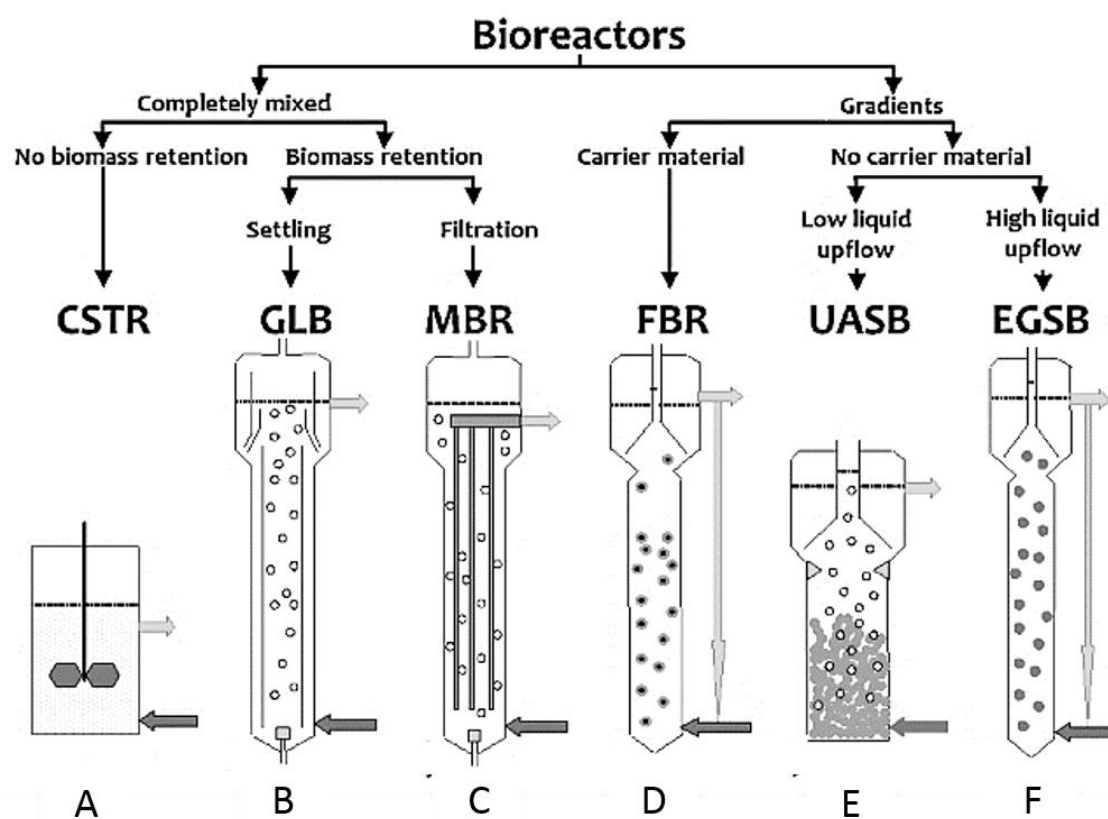 Bioreactors
Completely mixed
Gradients
No biomass retention
Biomass retention
Carrier material
No carrier material
Settling
Filtration
Low liquid
upflow
High liquid
upflow
CSTR
GLB
MBR
FBR
UASB
EGSB
A
B
C
D
E
F